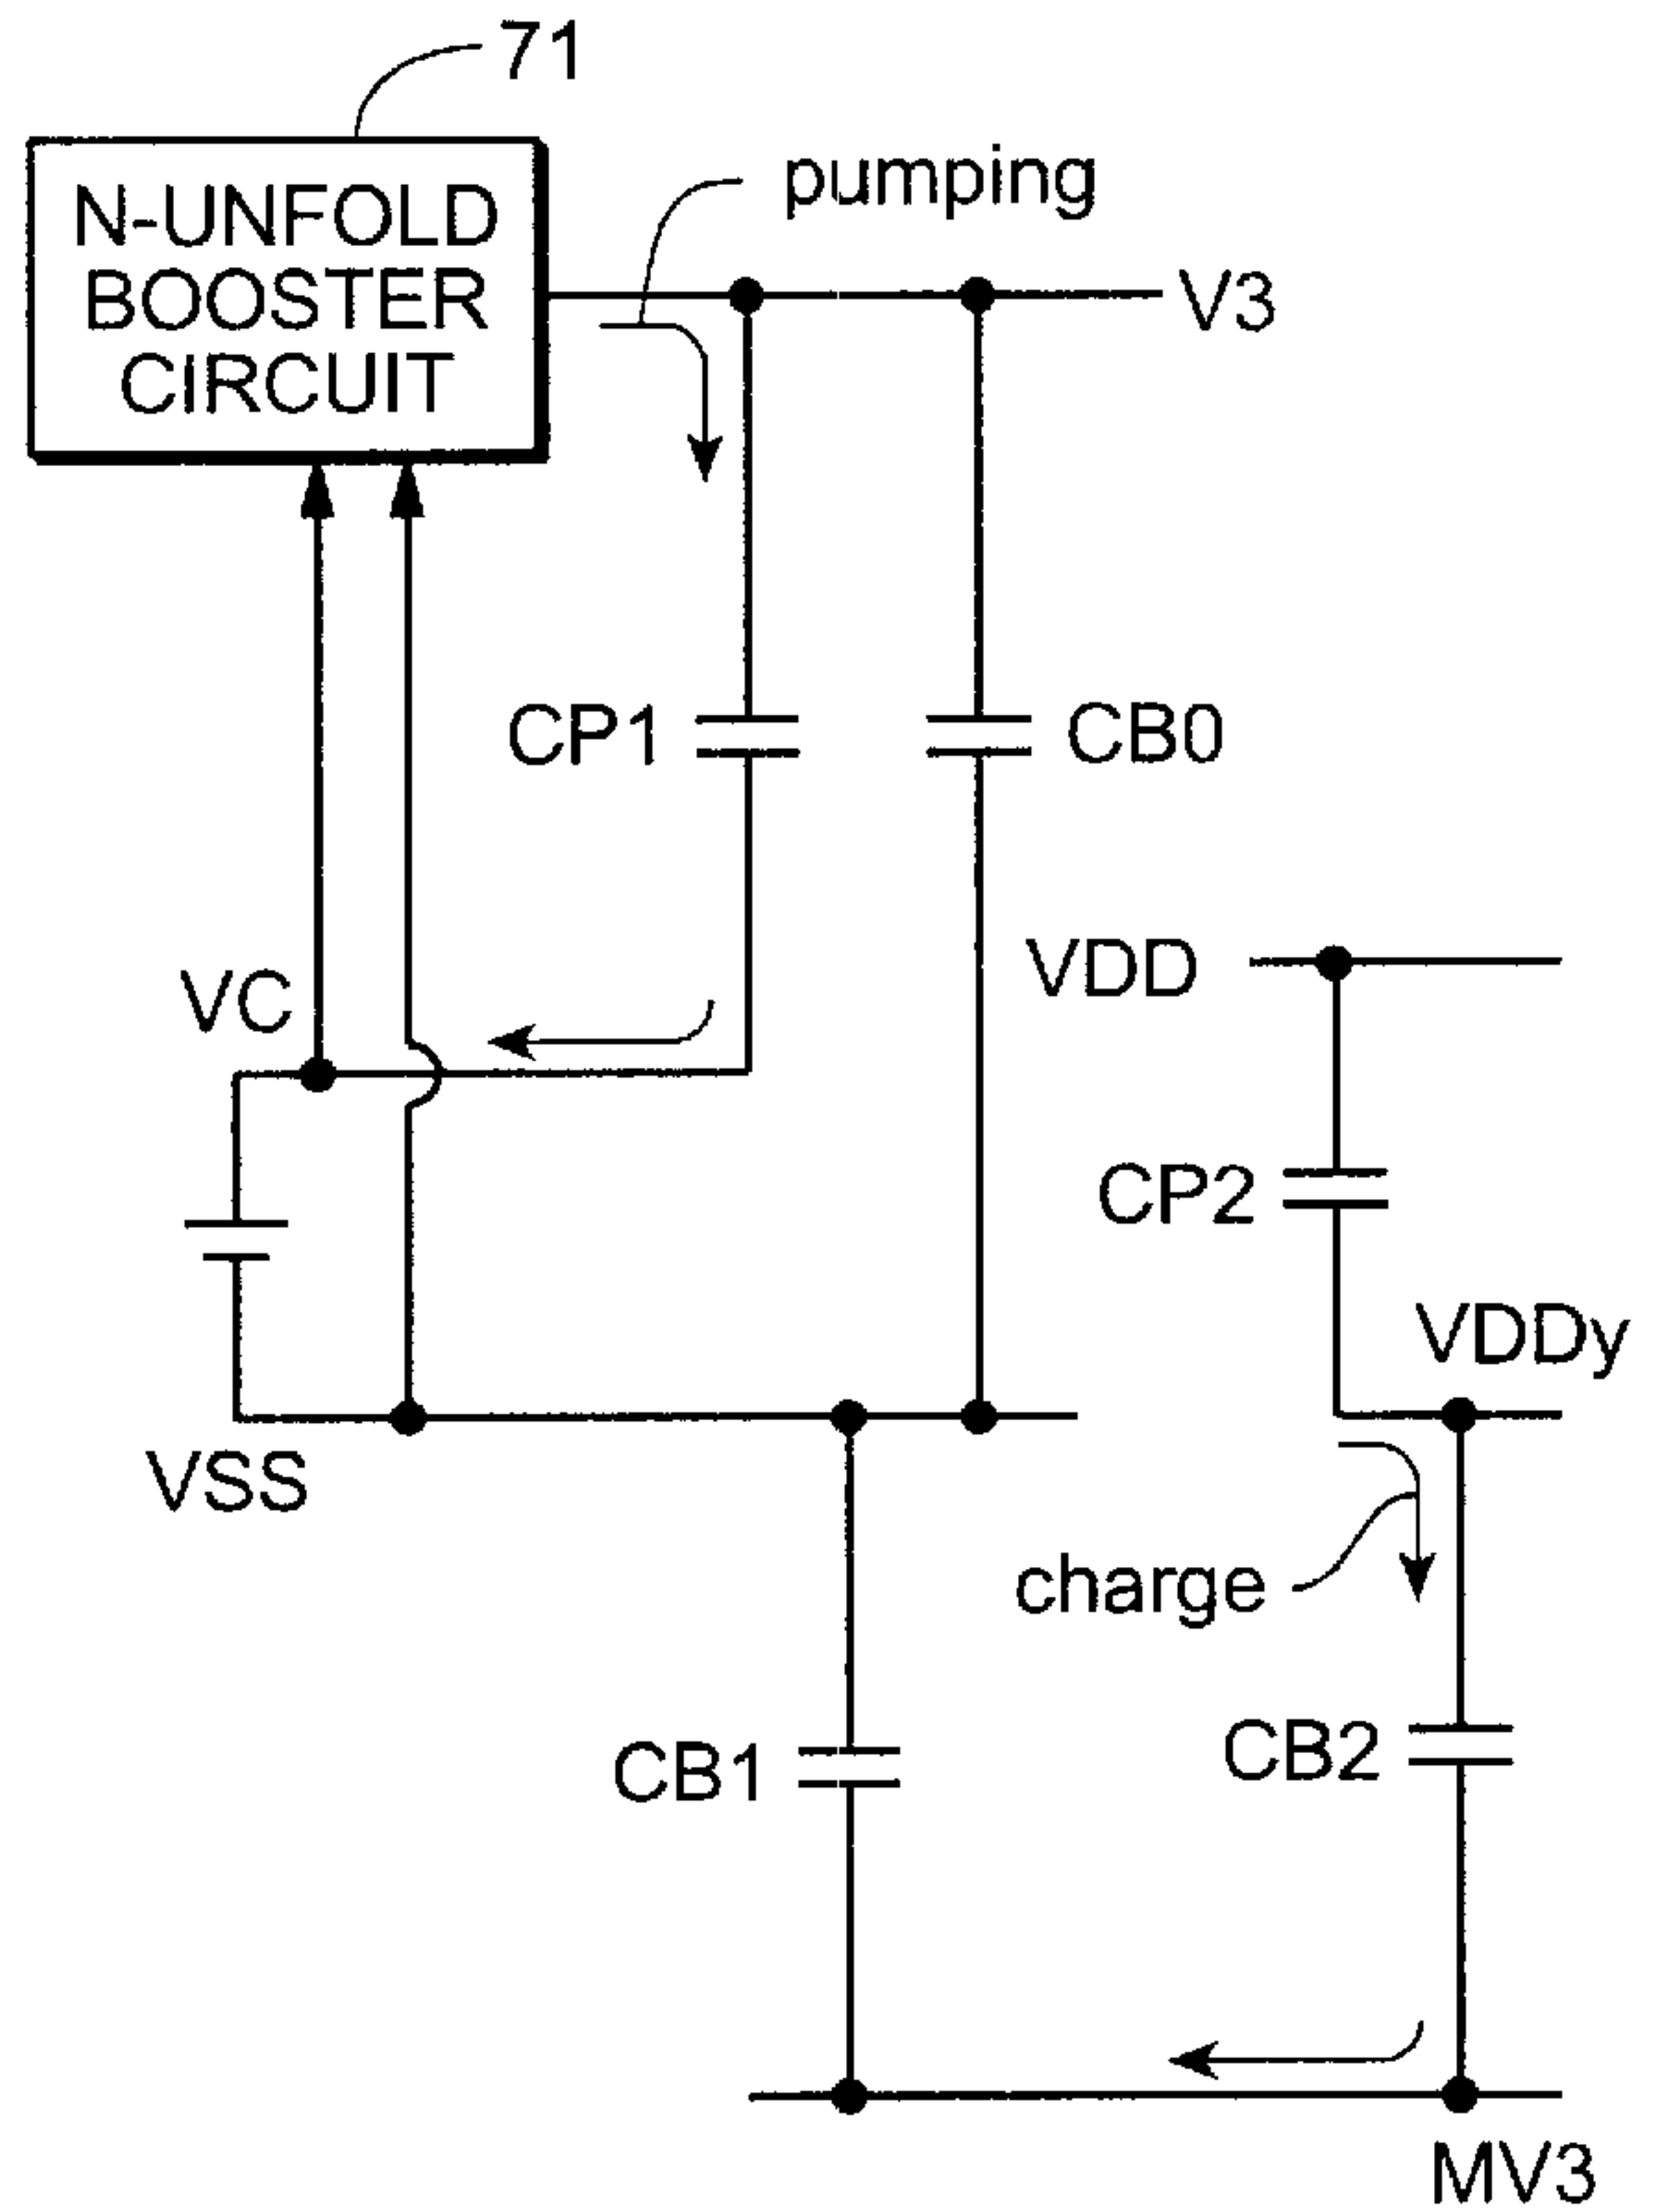 71
N-UNFOLD
BOOSTER
CIRCUIT
pumping
V3
CP1
CB0
VC
VDD
CP2
VDDy
VSS
charge
CB1
CB2
MV3